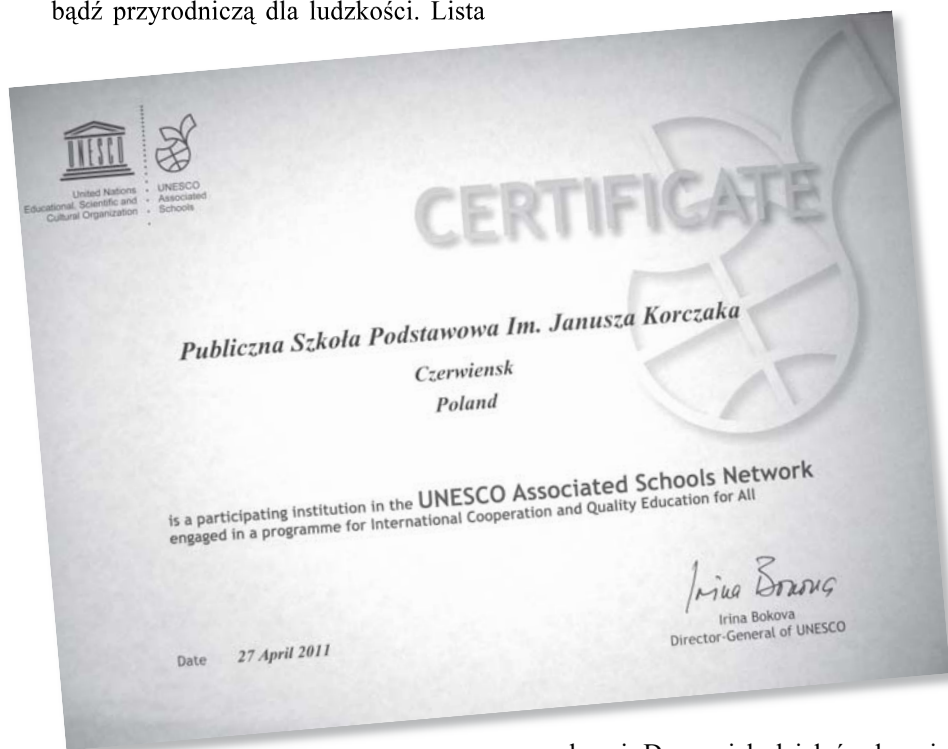 bądź przyrodniczą dla ludzkości. Lista
UNESCO
United Nations
Educational, Scientific and
Cultural Organization
UNESCO
Associated
Schools
CERTIFICATE
Publiczna Szkoła Podstawowa Im. Janusza Korczaka
Czerwiensk
Poland
is a participating institution in the UNESCO Associated Schools Network
engaged in a programme for International Cooperation and Quality Education for All
Irina Bokova
Irina Bokova
Director-General of UNESCO
Date 27 April 2011